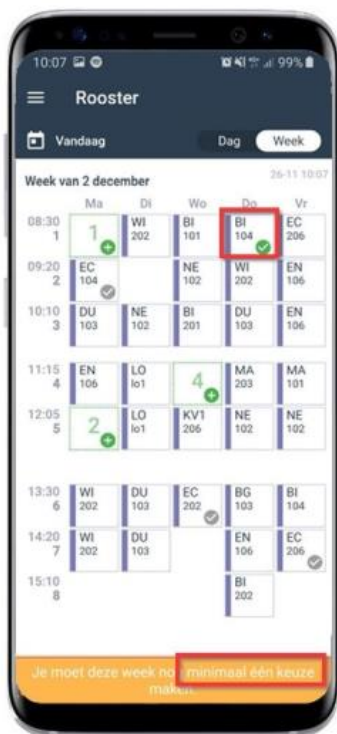 10:07 99%
Rooster
Vandaag Dag Week
Week van 2 december 26-11 10:07
Ma Di Wo Do Vr
08:30 1 WI BI BI EC
1 202 101 104 206
09:20 EC NE WI EN
2 104 102 202 106
10:10 DU NE BI DU EN
3 103 102 201 103 106
11:15 EN LO 4 MA MA
4 106 lo1 203 101
12:05 2 LO KV1 NE NE
5 lo1 206 102 102
13:30 WI DU EC BG BI
6 202 103 202 103 104
14:20 WI DU EN EC
7 202 103 106 206
15:10 BI
8 202
Je moet deze week minimaal één keuze
maken.